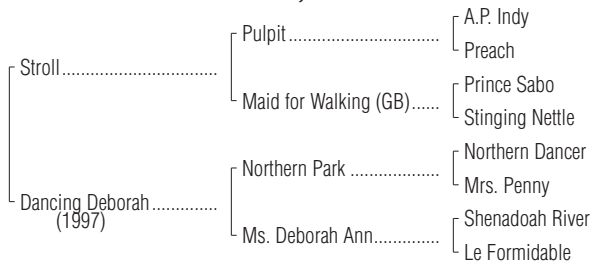 A.P. Indy
Pulpit
Preach
Stroll
Prince Sabo
Maid for Walking (GB)
Stinging Nettle
Northern Dancer
Northern Park
Mrs. Penny
Dancing Deborah
(1997)
Shenadoah River
Ms. Deborah Ann
Le Formidable